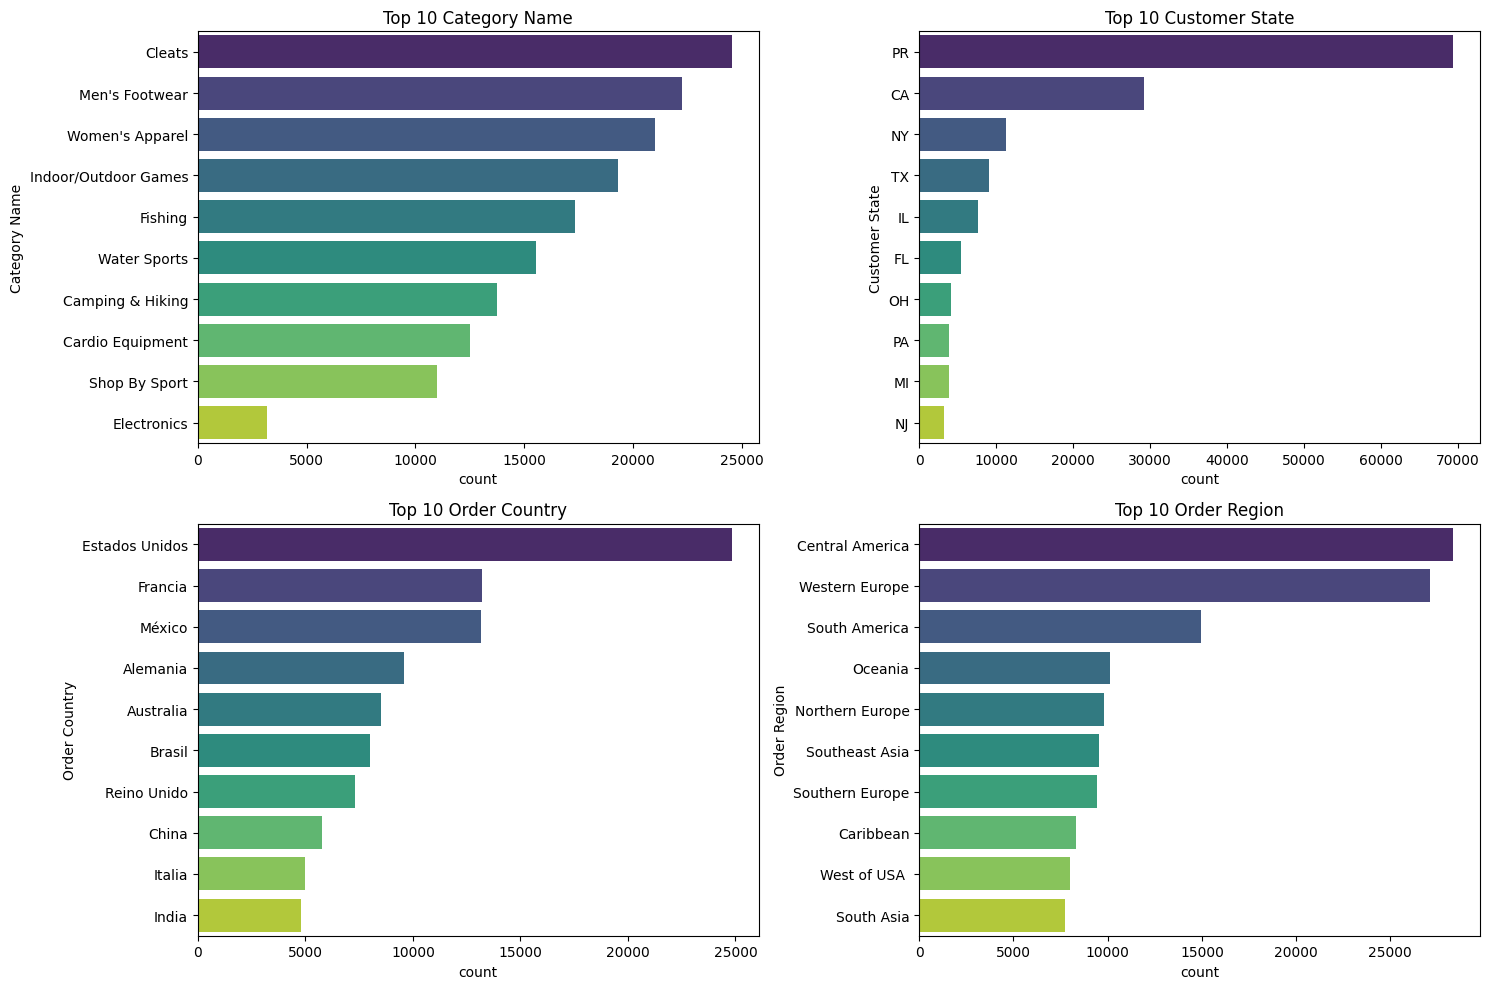 Top 10 Category Name
Category Name
Cleats
Men's Footwear
Women's Apparel
Indoor/Outdoor Games
Fishing
Water Sports
Camping & Hiking
Cardio Equipment
Shop By Sport
Electronics
0 5000 10000 15000 20000 25000
count
Top 10 Customer State
Customer State
PR
CA
NY
TX
IL
FL
OH
PA
MI
NJ
0 10000 20000 30000 40000 50000 60000 70000
count
Top 10 Order Country
Order Country
Estados Unidos
Francia
México
Alemania
Australia
Brasil
Reino Unido
China
Italia
India
0 5000 10000 15000 20000 25000
count
Top 10 Order Region
Order Region
Central America
Western Europe
South America
Oceania
Northern Europe
Southeast Asia
Southern Europe
Caribbean
West of USA
South Asia
0 5000 10000 15000 20000 25000
count